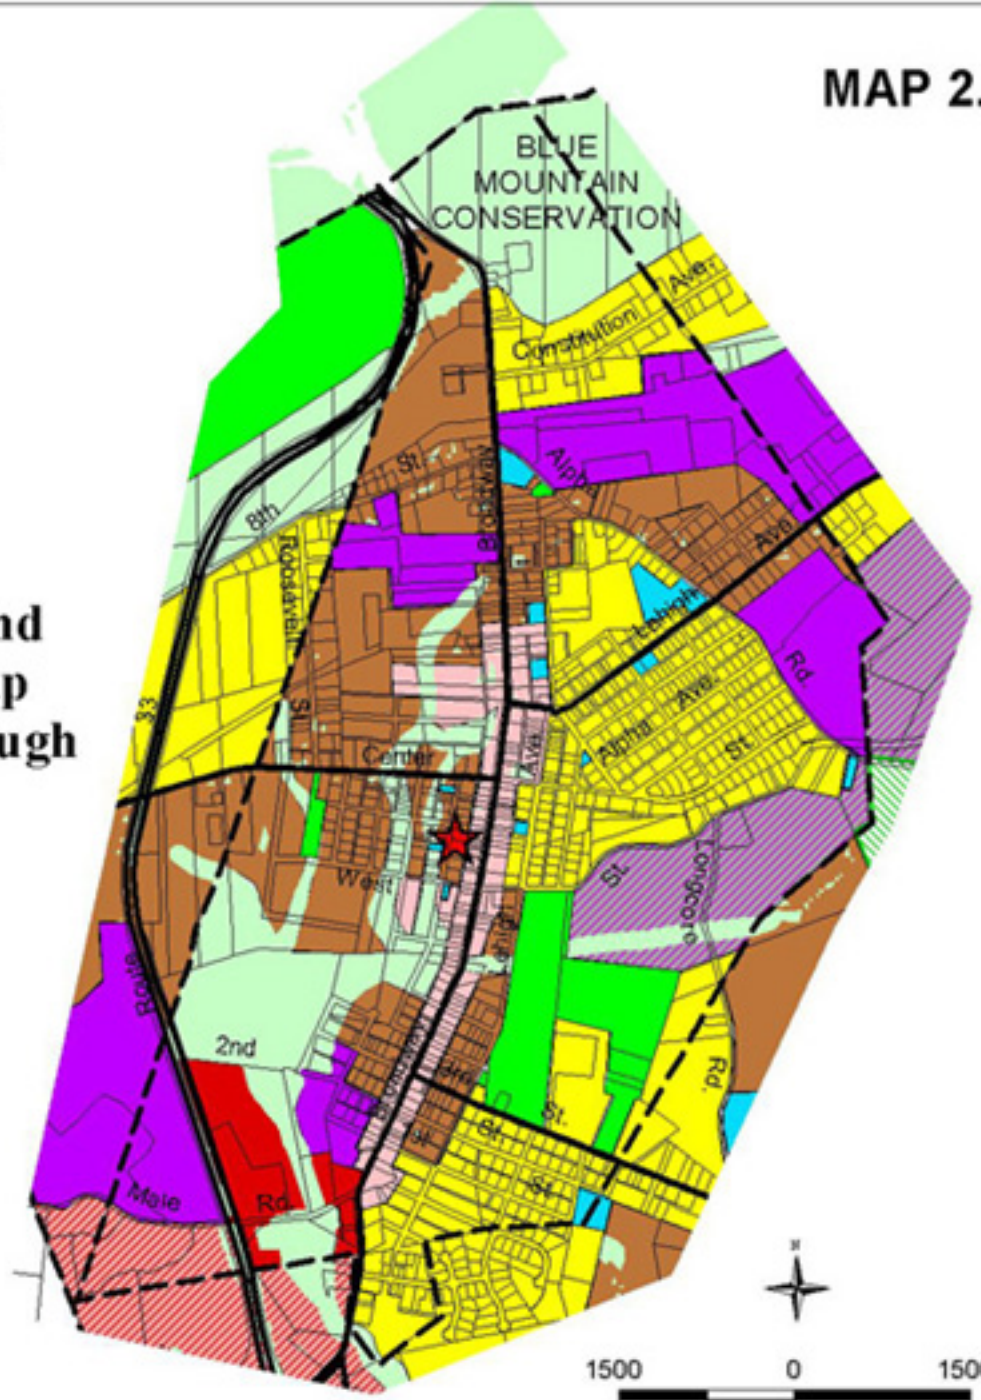 MAP 2.
BLUE
MOUNTAIN
CONSERVATION
Ave.
Constitution
St.
Alpha
Broadway
8th
Ave.
Roosevelt
Lehigh
nd
p
ugh
Rd.
33
Ave.
St.
Alpha
St.
Center
Ave.
West
St.
Longcore
Lehigh
Route
2nd
Broadway
3rd
Rd.
St.
St.
St.
Male
Rd.
N
1500 0 150